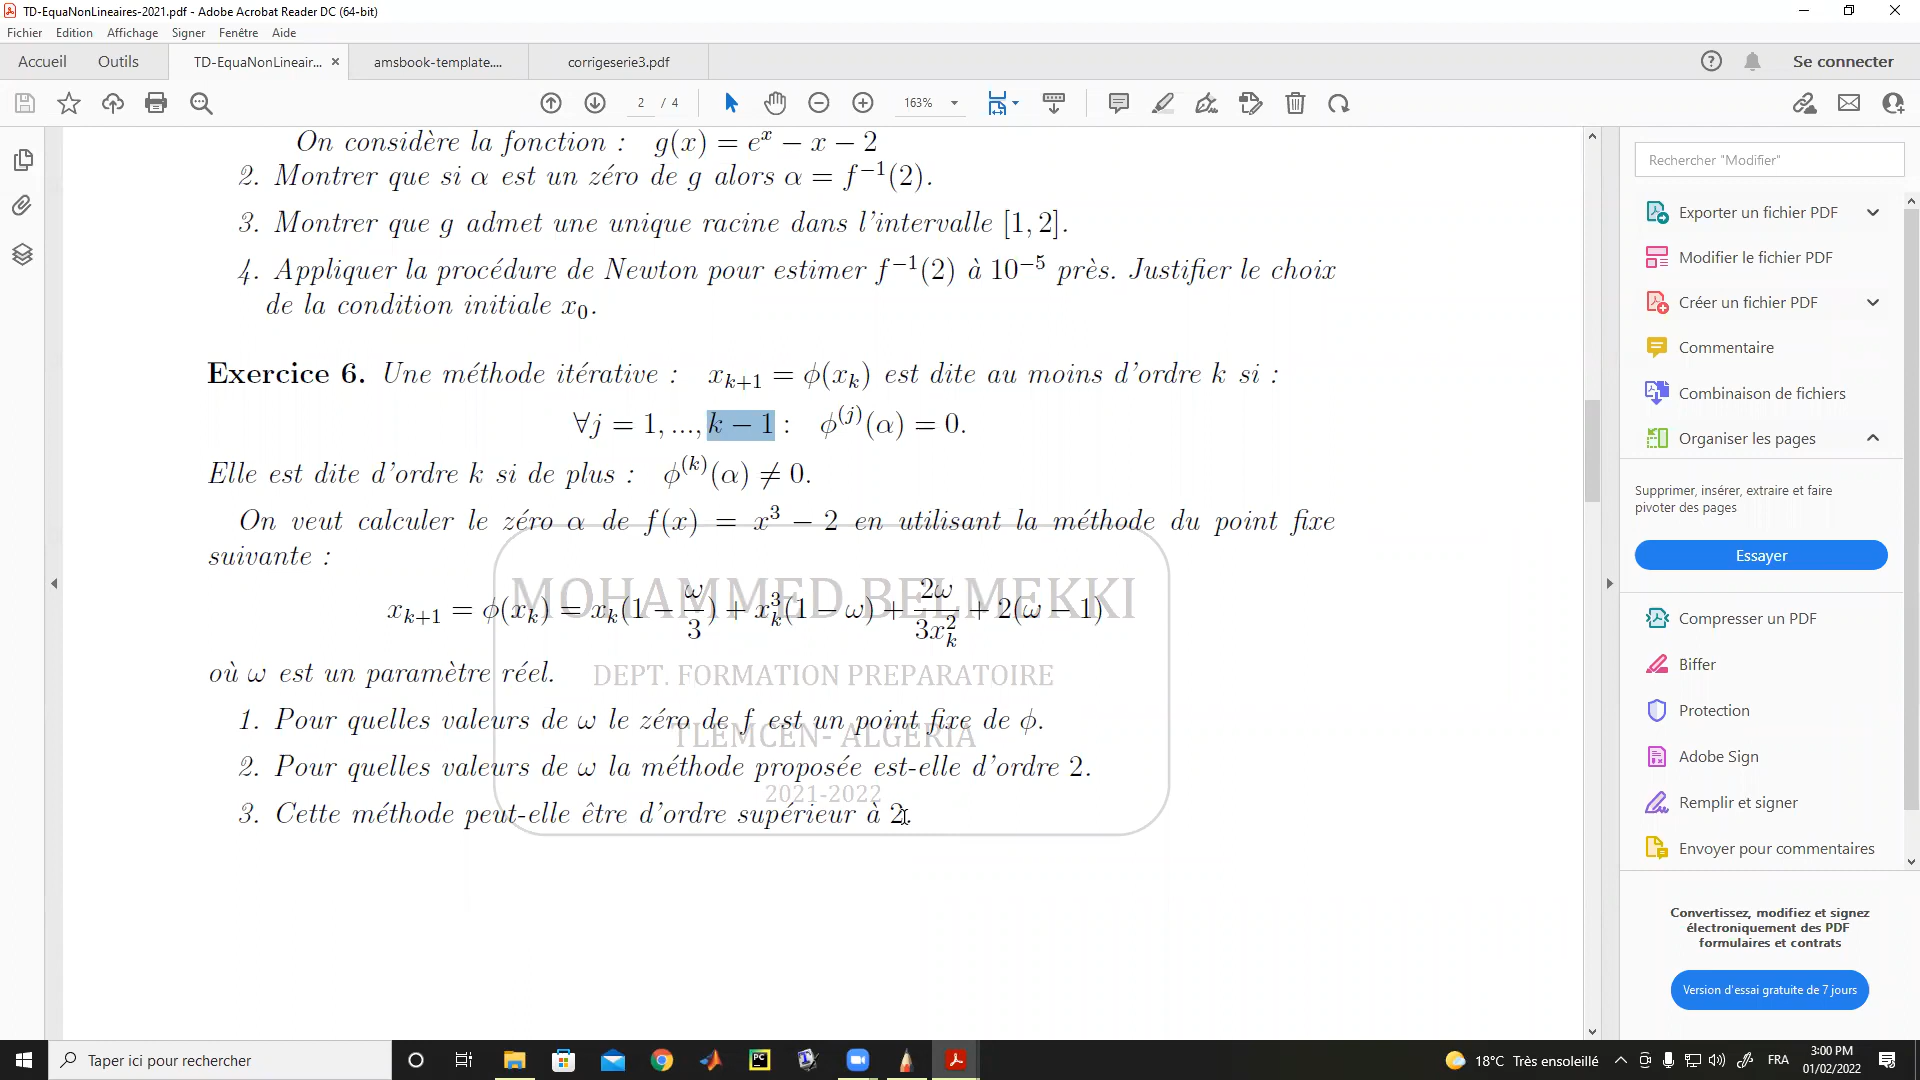 TD-EquaNonLineaires-2021.pdf - Adobe Acrobat Reader DC (64-bit)
Fichier Edition Affichage Signer Fenêtre Aide
Accueil Outils TD-EquaNonLineair... × amsbook-template.... corrigeserie3.pdf Se connecter
2 / 4 163%
On considère la fonction : g(x) = e^x − x − 2
2. Montrer que si α est un zéro de g alors α = f^{−1}(2).
3. Montrer que g admet une unique racine dans l'intervalle [1, 2].
4. Appliquer la procédure de Newton pour estimer f^{−1}(2) à 10^{−5} près. Justifier le choix
de la condition initiale x_0.
Exercice 6. Une méthode itérative : x_{k+1} = ϕ(x_k) est dite au moins d'ordre k si :
∀j = 1, ..., k − 1 : ϕ^{(j)}(α) = 0.
Elle est dite d'ordre k si de plus : ϕ^{(k)}(α) ≠ 0.
On veut calculer le zéro α de f(x) = x^3 − 2 en utilisant la méthode du point fixe
suivante :
MOHAMMED BELMEKKI
x_{k+1} = ϕ(x_k) = x_k(1 − ω/3) + x_k^3(1 − ω) + 2ω/3x_k^2 + 2(ω − 1)
où ω est un paramètre réel.
DEPT. FORMATION PREPARATOIRE
1. Pour quelles valeurs de ω le zéro de f est un point fixe de ϕ.
TLEMCEN- ALGERIA
2. Pour quelles valeurs de ω la méthode proposée est-elle d'ordre 2.
2021-2022
3. Cette méthode peut-elle être d'ordre supérieur à 2.
Rechercher "Modifier"
Exporter un fichier PDF
Modifier le fichier PDF
Créer un fichier PDF
Commentaire
Combinaison de fichiers
Organiser les pages
Supprimer, insérer, extraire et faire
pivoter des pages
Essayer
Compresser un PDF
Biffer
Protection
Adobe Sign
Remplir et signer
Envoyer pour commentaires
Convertissez, modifiez et signez
électroniquement des PDF
formulaires et contrats
Version d'essai gratuite de 7 jours
Taper ici pour rechercher
PC
18°C Très ensoleillé
FRA
3:00 PM
01/02/2022